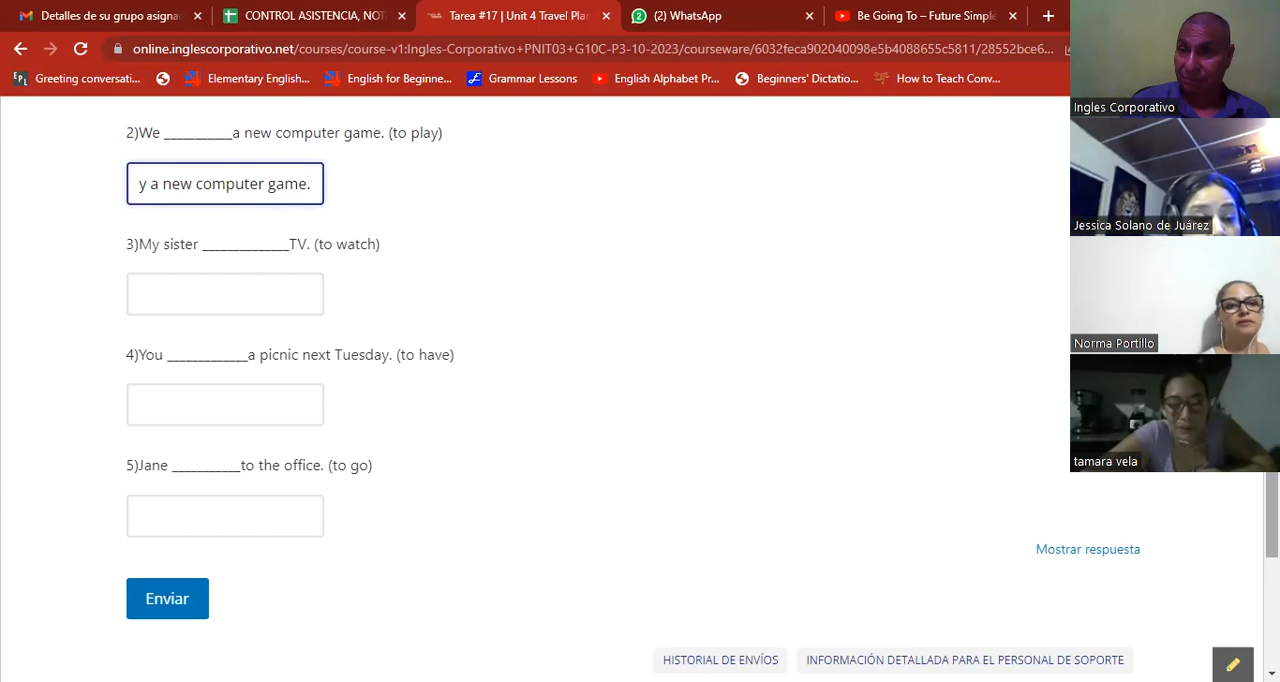 Detalles de su grupo asigna
CONTROL ASISTENCIA, NOT
Tarea #17 | Unit 4 Travel Plan
(2) WhatsApp
Be Going To – Future Simple
online.inglescorporativo.net/courses/course-v1:Ingles-Corporativo+PNIT03+G10C-P3-10-2023/courseware/6032feca902040098e5b4088655c5811/28552bce6...
Greeting conversati...
Elementary English...
English for Beginne...
Grammar Lessons
English Alphabet Pr...
Beginners' Dictatio...
How to Teach Conv...
Ingles Corporativo
2)We __________a new computer game. (to play)
y a new computer game.
Jessica Solano de Juárez
3)My sister _____________TV. (to watch)
Norma Portillo
4)You ____________a picnic next Tuesday. (to have)
tamara vela
5)Jane __________to the office. (to go)
Mostrar respuesta
Enviar
HISTORIAL DE ENVÍOS
INFORMACIÓN DETALLADA PARA EL PERSONAL DE SOPORTE